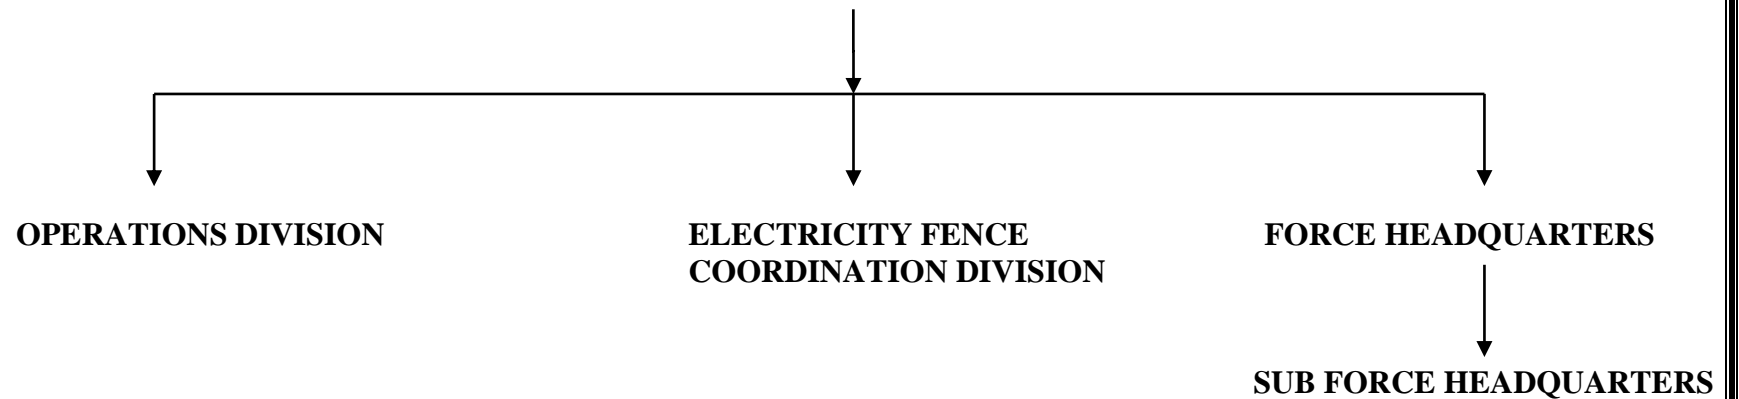 OPERATIONS DIVISION
ELECTRICITY FENCE
COORDINATION DIVISION
FORCE HEADQUARTERS
SUB FORCE HEADQUARTERS